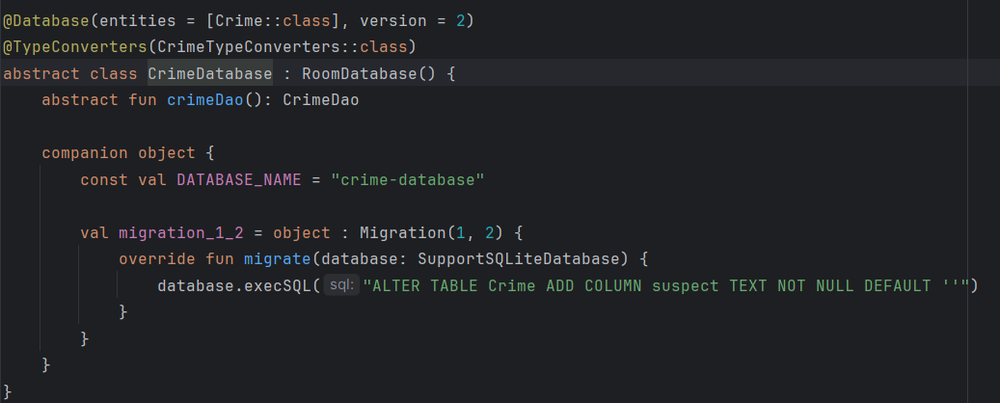 @Database(entities = [Crime::class], version = 2)
@TypeConverters(CrimeTypeConverters::class)
abstract class CrimeDatabase : RoomDatabase() {
    abstract fun crimeDao(): CrimeDao

    companion object {
        const val DATABASE_NAME = "crime-database"

        val migration_1_2 = object : Migration(1, 2) {
            override fun migrate(database: SupportSQLiteDatabase) {
                database.execSQL( sql: "ALTER TABLE Crime ADD COLUMN suspect TEXT NOT NULL DEFAULT ''")
            }
        }
    }
}